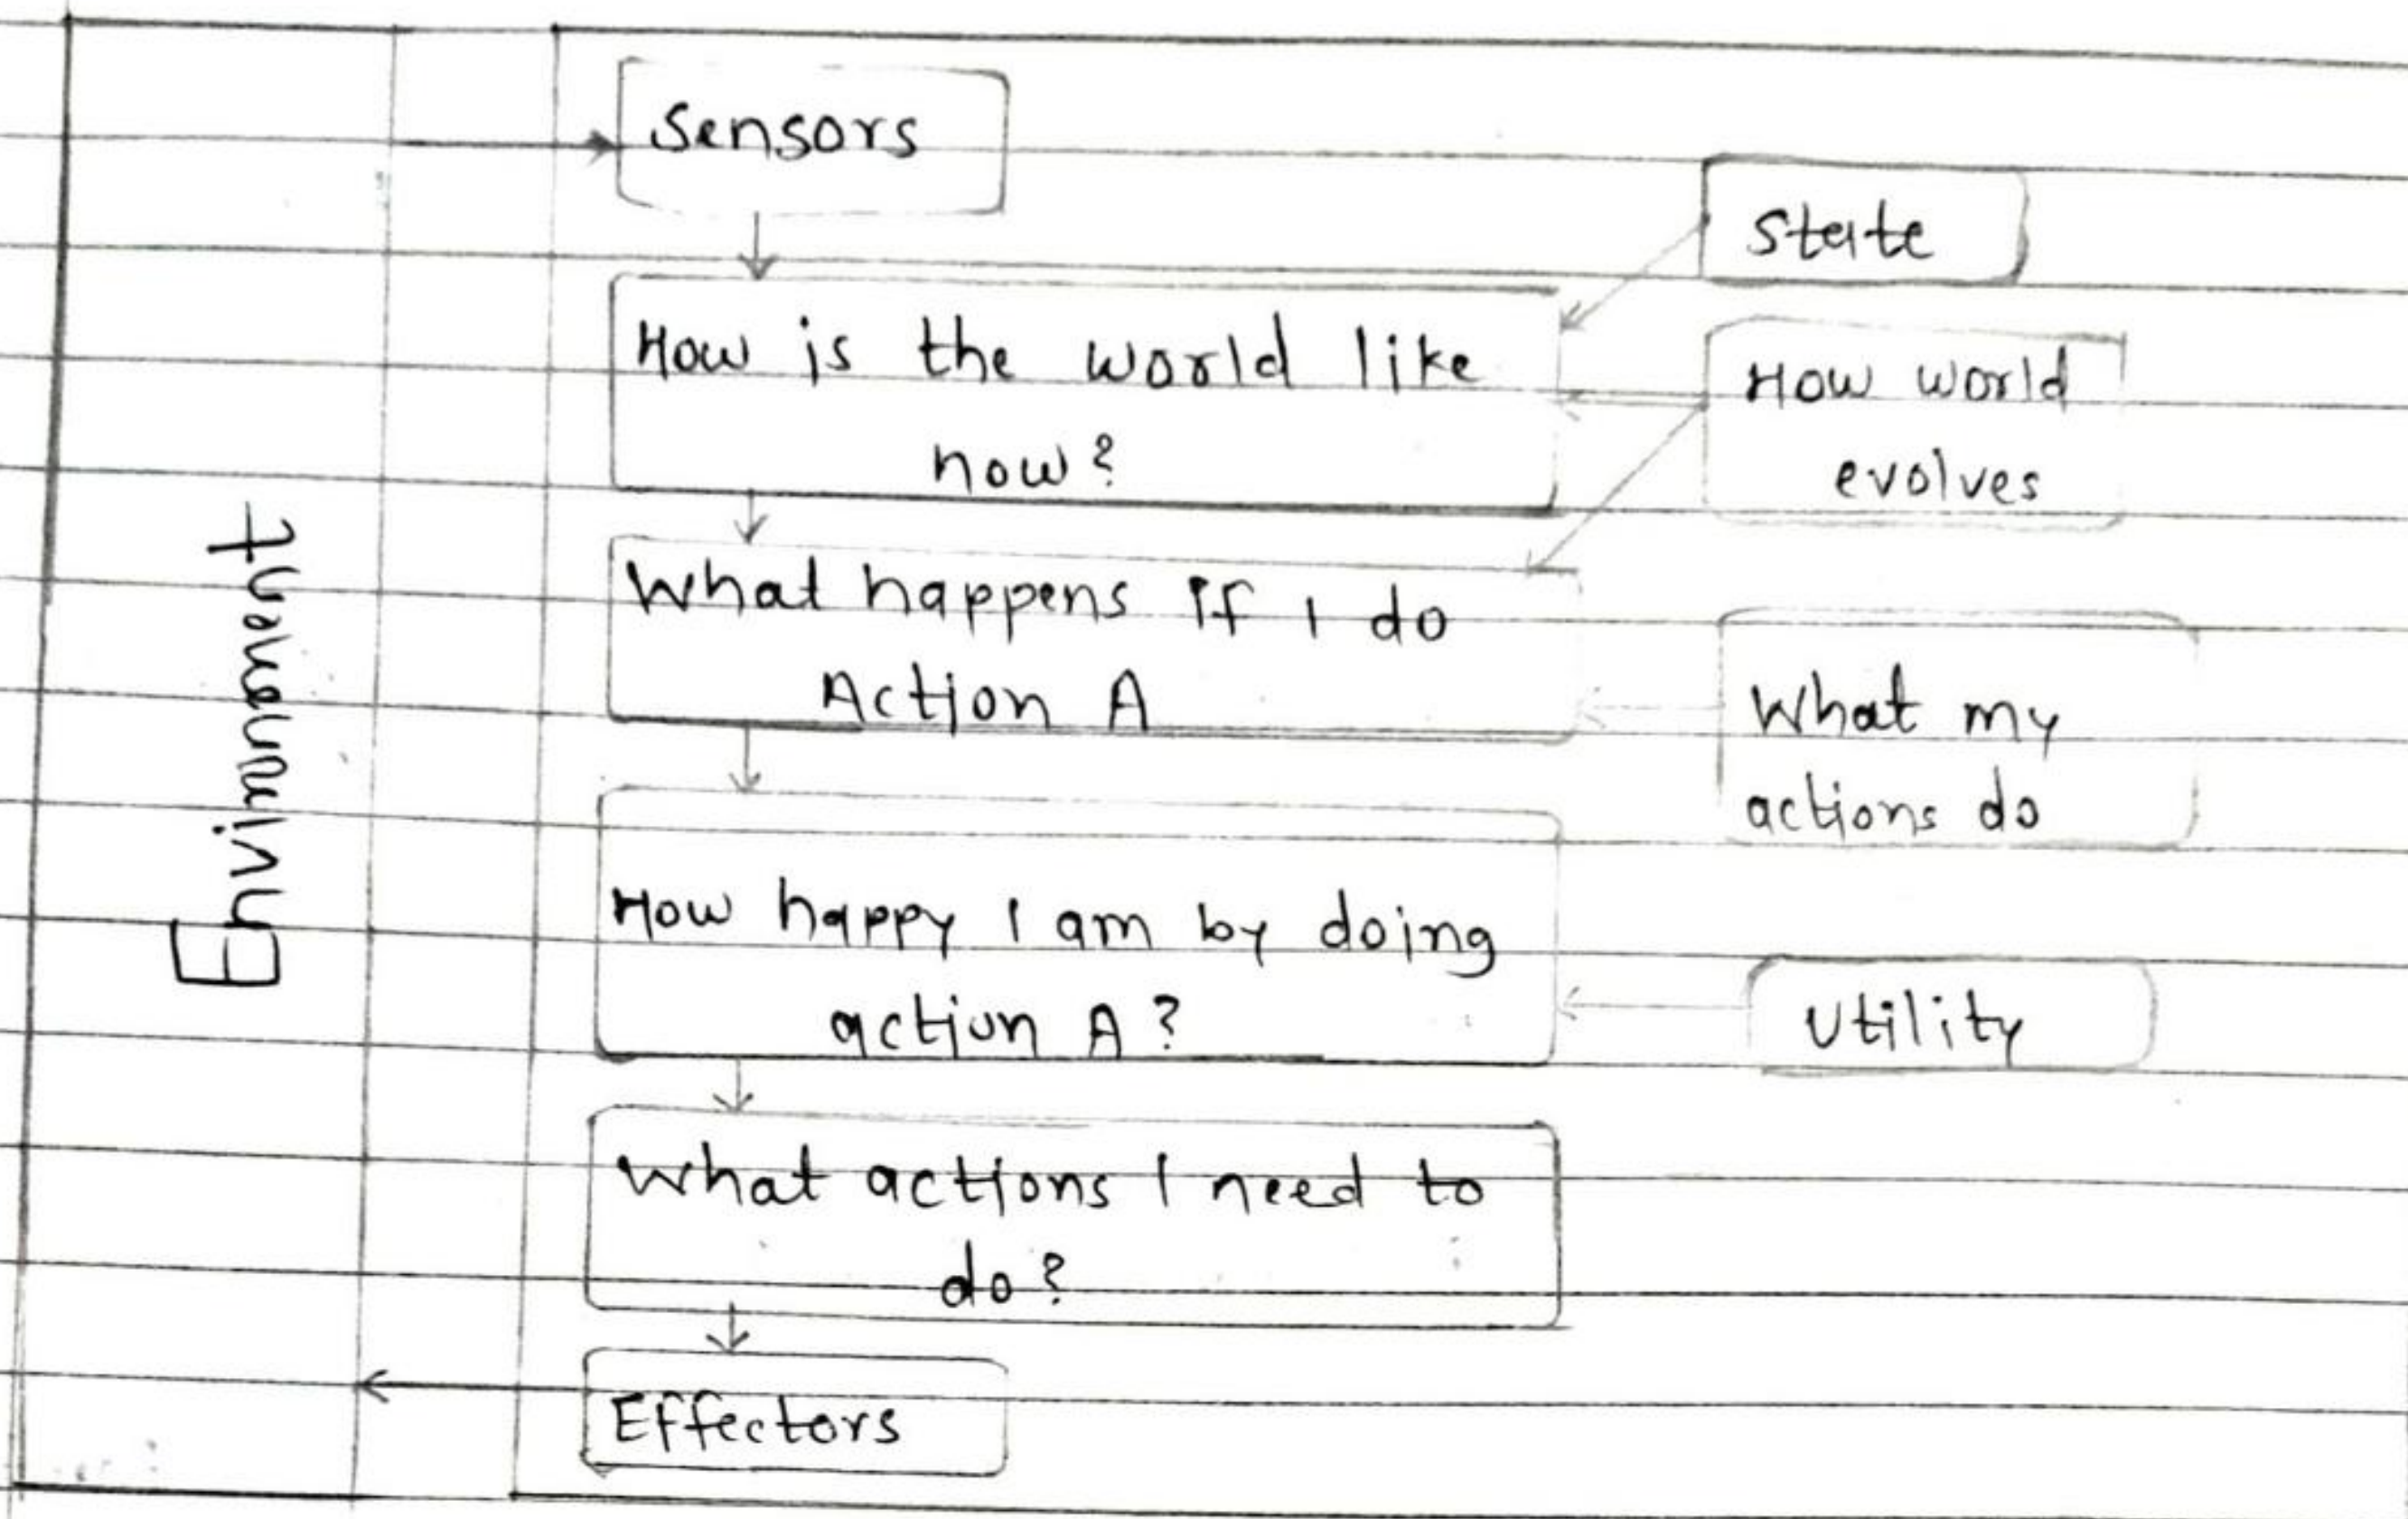 Environment
Sensors
How is the world like
now?
What happens if I do
Action A
How happy I am by doing
action A?
What actions I need to
do?
Effectors
State
How world
evolves
What my
actions do
Utility